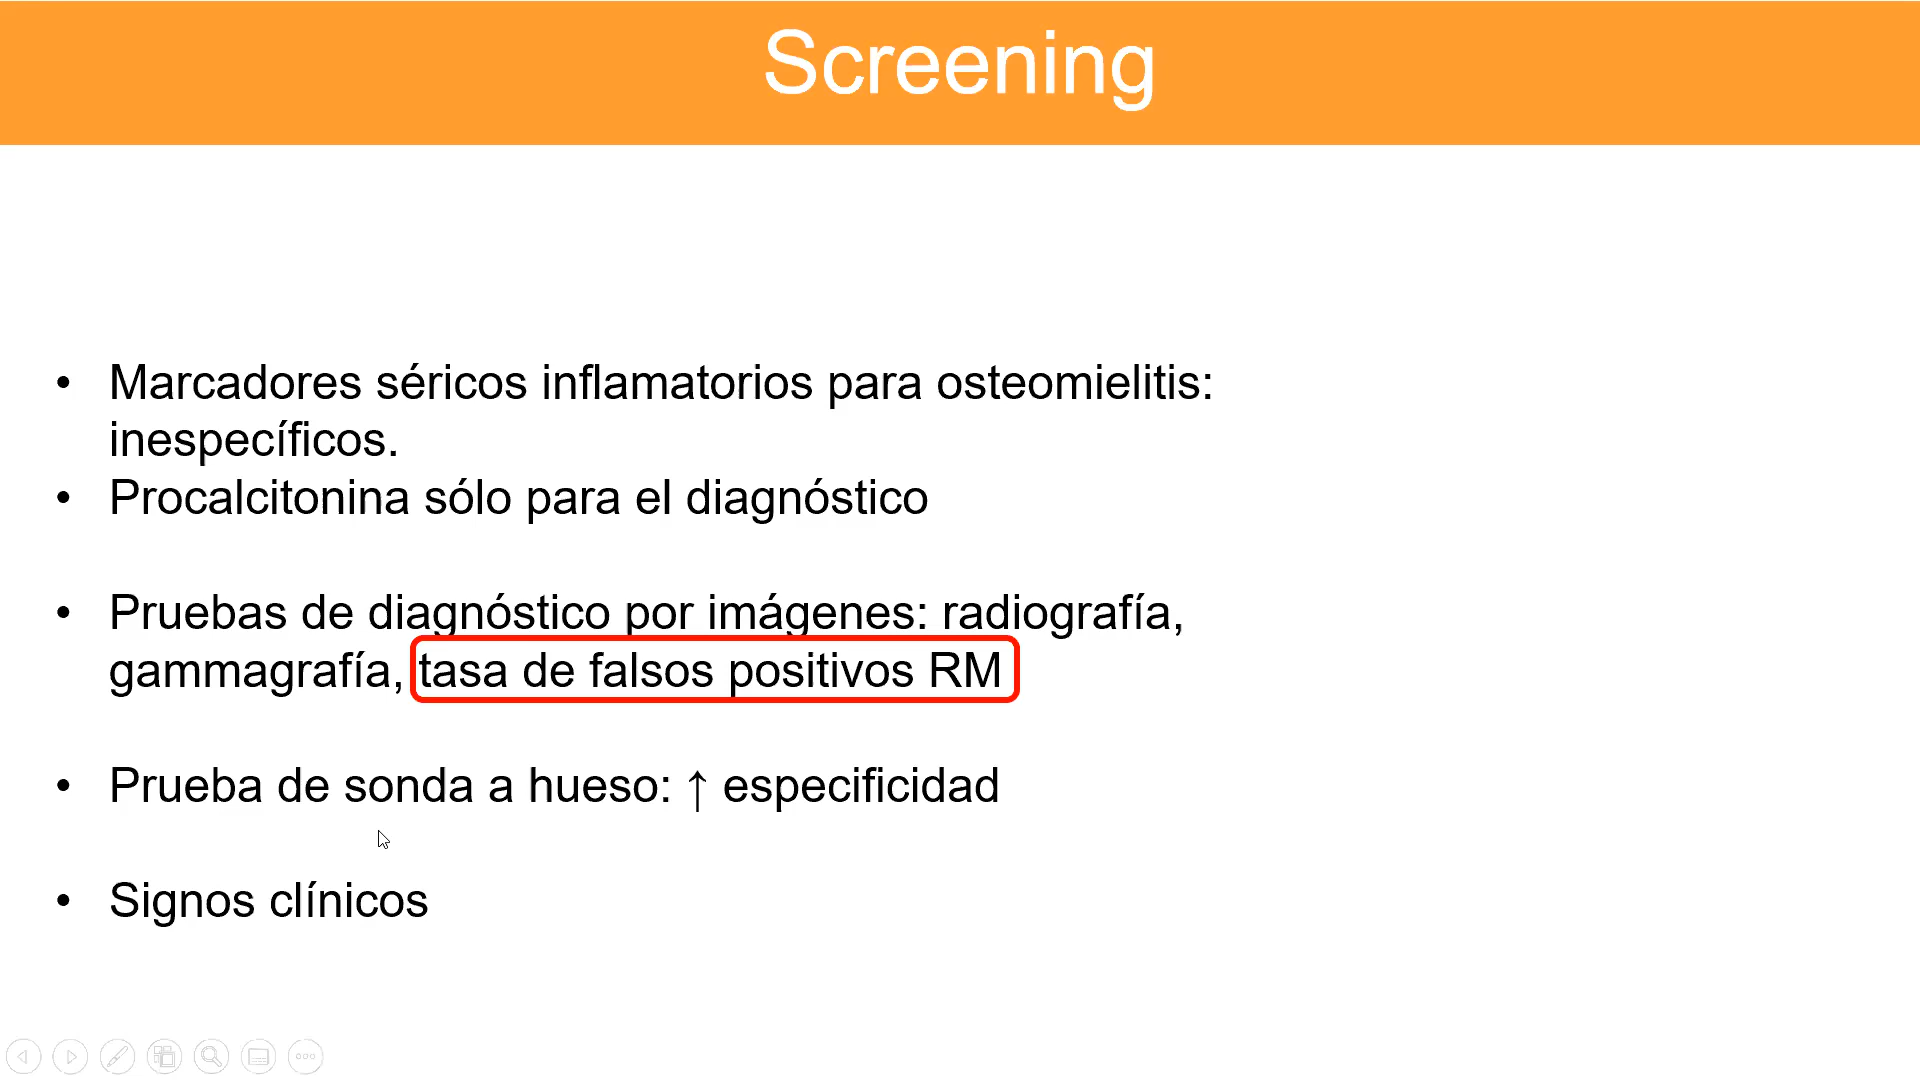 Screening
• Marcadores séricos inflamatorios para osteomielitis:
inespecíficos.
• Procalcitonina sólo para el diagnóstico
• Pruebas de diagnóstico por imágenes: radiografía,
gammagrafía, tasa de falsos positivos RM
• Prueba de sonda a hueso: ↑ especificidad
• Signos clínicos